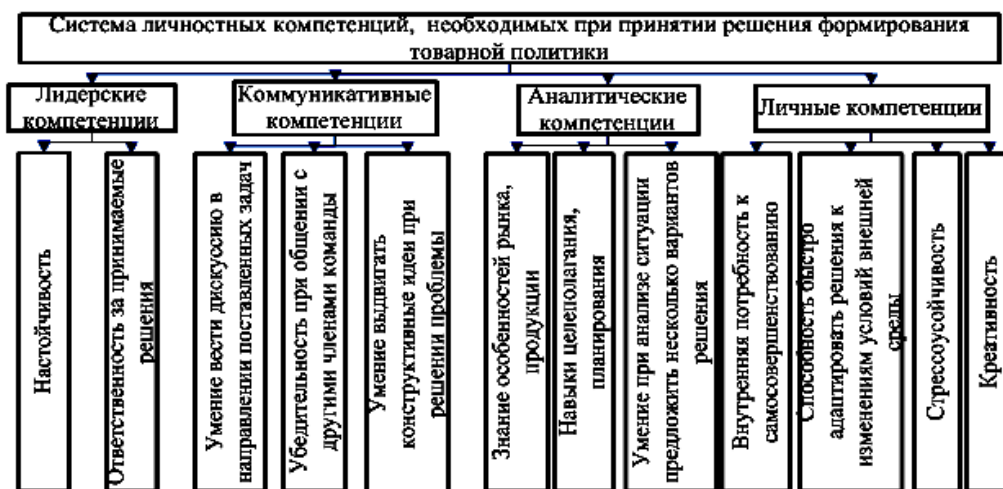 Система личностных компетенций, необходимых при принятии решения формирования
товарной политики
Лидерские
компетенции
Коммуникативные
компетенции
Аналитические
компетенции
Личные компетенции
Настойчивость
Ответственность за принимаемые
решения
Умение вести дискуссию в
направлении поставленных задач
Убедительность при общении с
другими членами команды
Умение выдвигать
конструктивные идеи при
решении проблемы
Знание особенностей рынка,
продукции
Навыки целеполагания,
планирования
Умение при анализе ситуации
предложить несколько вариантов
решения
Внутренняя потребность к
самосовершенствованию
Способность быстро
адаптировать решения к
изменениям условий внешней
среды
Стрессоусойчивость
Креативность